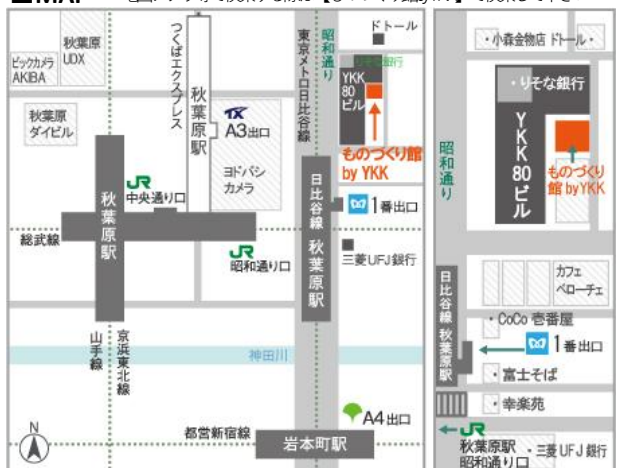 ドトール
秋葉原
UDX
ビックカメラ
AKIBA
つくばエクスプレス
秋葉原駅
東京メトロ日比谷線
昭和通り
りそな銀行
YKK
80
ビル
秋葉原
ダイビル
TX
A3出口
ヨドバシ
カメラ
ものづくり館
by YKK
JR
中央通り口
秋葉原駅
日比谷線 秋葉原駅
1番出口
総武線
JR
昭和通り口
三菱UFJ銀行
山手線
京浜東北線
神田川
A4出口
都営新宿線
岩本町駅
N
・小森金物店 ドトール・
・りそな銀行
YKK80ビル
昭和通り
ものづくり
館 by YKK
カフェ
ベローチェ
日比谷線 秋葉原駅
・CoCo 壱番屋
1番出口
・富士そば
・幸楽苑
JR
秋葉原駅
昭和通り口
・三菱UFJ銀行